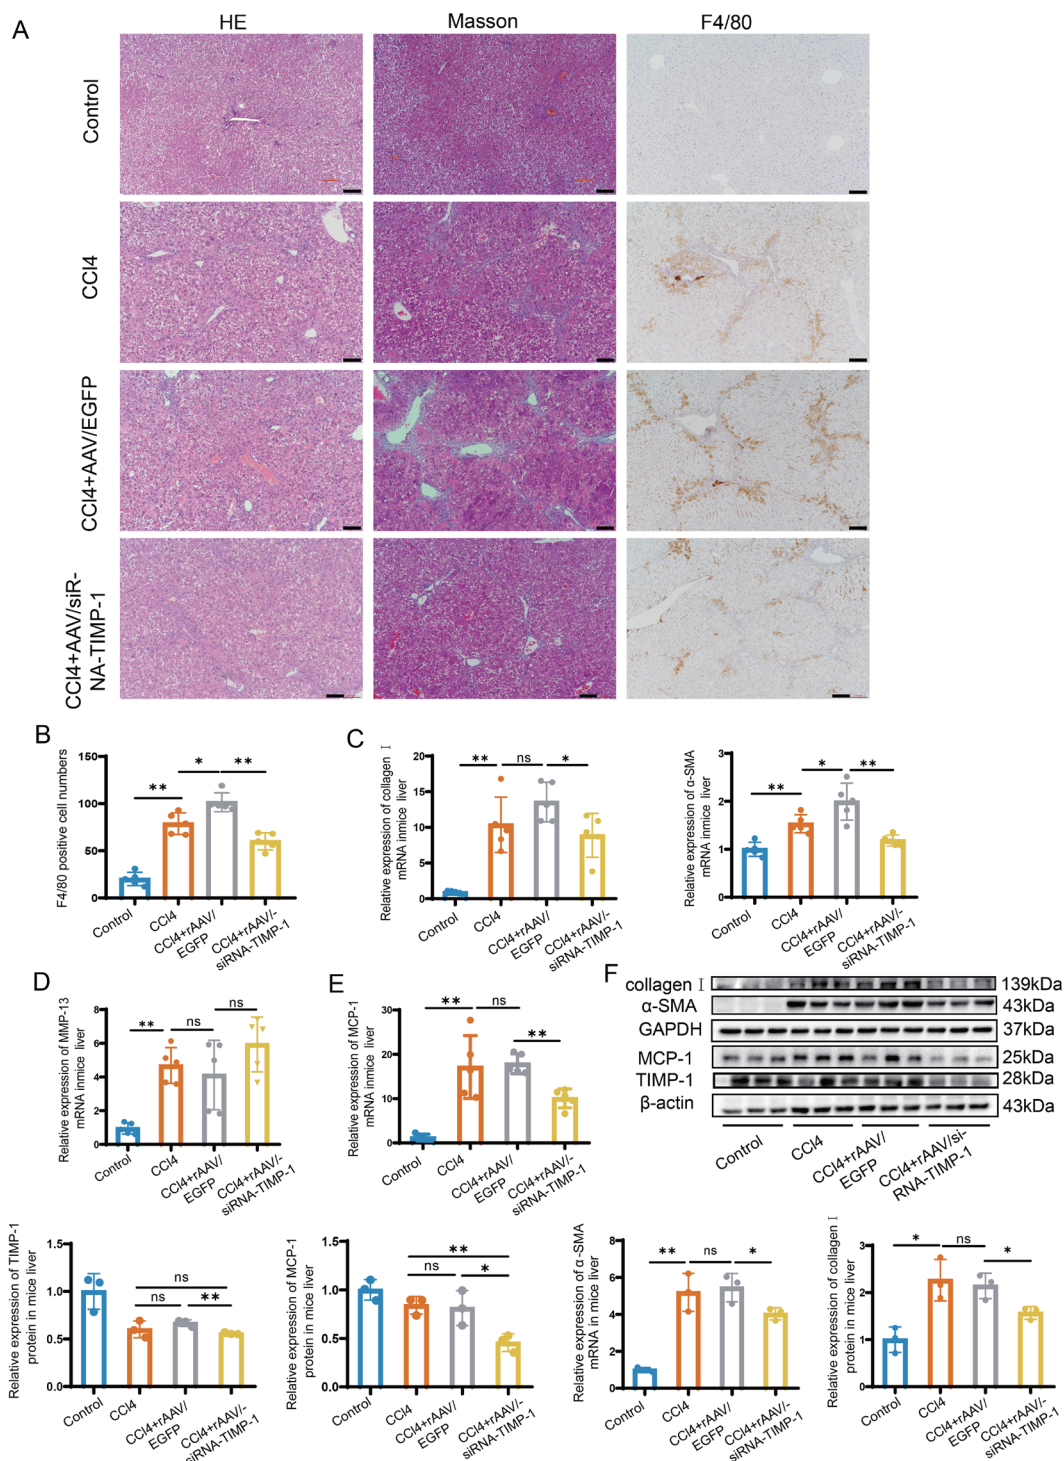 A
HE
Masson
F4/80
Control
CCl4
CCl4+AAV/EGFP
CCl4+AAV/siR-
NA-TIMP-1
B
F4/80 positive cell numbers
150
100
50
0
**
*
**
Control
CCl4
CCl4+rAAV/
EGFP
CCl4+rAAV/-
siRNA-TIMP-1
C
Relative expression of collagen I
mRNA inmice liver
20
15
10
5
0
**
ns
*
Control
CCl4
CCl4+rAAV/
EGFP
CCl4+rAAV/-
siRNA-TIMP-1
Relative expression of α-SMA
mRNA inmice liver
3
2
1
0
**
*
**
Control
CCl4
CCl4+rAAV/
EGFP
CCl4+rAAV/-
siRNA-TIMP-1
D
Relative expression of MMP-13
mRNA inmice liver
8
6
4
2
0
**
ns
ns
Control
CCl4
CCl4+rAAV/
EGFP
CCl4+rAAV/-
siRNA-TIMP-1
E
Relative expression of MCP-1
mRNA inmice liver
30
20
10
0
**
ns
**
Control
CCl4
CCl4+rAAV/
EGFP
CCl4+rAAV/-
siRNA-TIMP-1
F
collagen I 139kDa
α-SMA 43kDa
GAPDH 37kDa
MCP-1 25kDa
TIMP-1 28kDa
β-actin 43kDa
Control
CCl4
CCl4+rAAV/
EGFP
CCl4+rAAV/si-
RNA-TIMP-1
Relative expression of TIMP-1
protein in mice liver
1.5
1.0
0.5
0.0
ns
ns
**
Control
CCl4
CCl4+rAAV/
EGFP
CCl4+rAAV/-
siRNA-TIMP-1
Relative expression of MCP-1
protein in mice liver
1.5
1.0
0.5
0.0
**
ns
*
Control
CCl4
CCl4+rAAV/
EGFP
CCl4+rAAV/-
siRNA-TIMP-1
Relative expression of α-SMA
mRNA in mice liver
8
6
4
2
0
**
ns
*
Control
CCl4
CCl4+rAAV/
EGFP
CCl4+rAAV/-
siRNA-TIMP-1
Relative expression of collagen I
protein in mice liver
3
2
1
0
*
ns
*
Control
CCl4
CCl4+rAAV/
EGFP
CCl4+rAAV/-
siRNA-TIMP-1